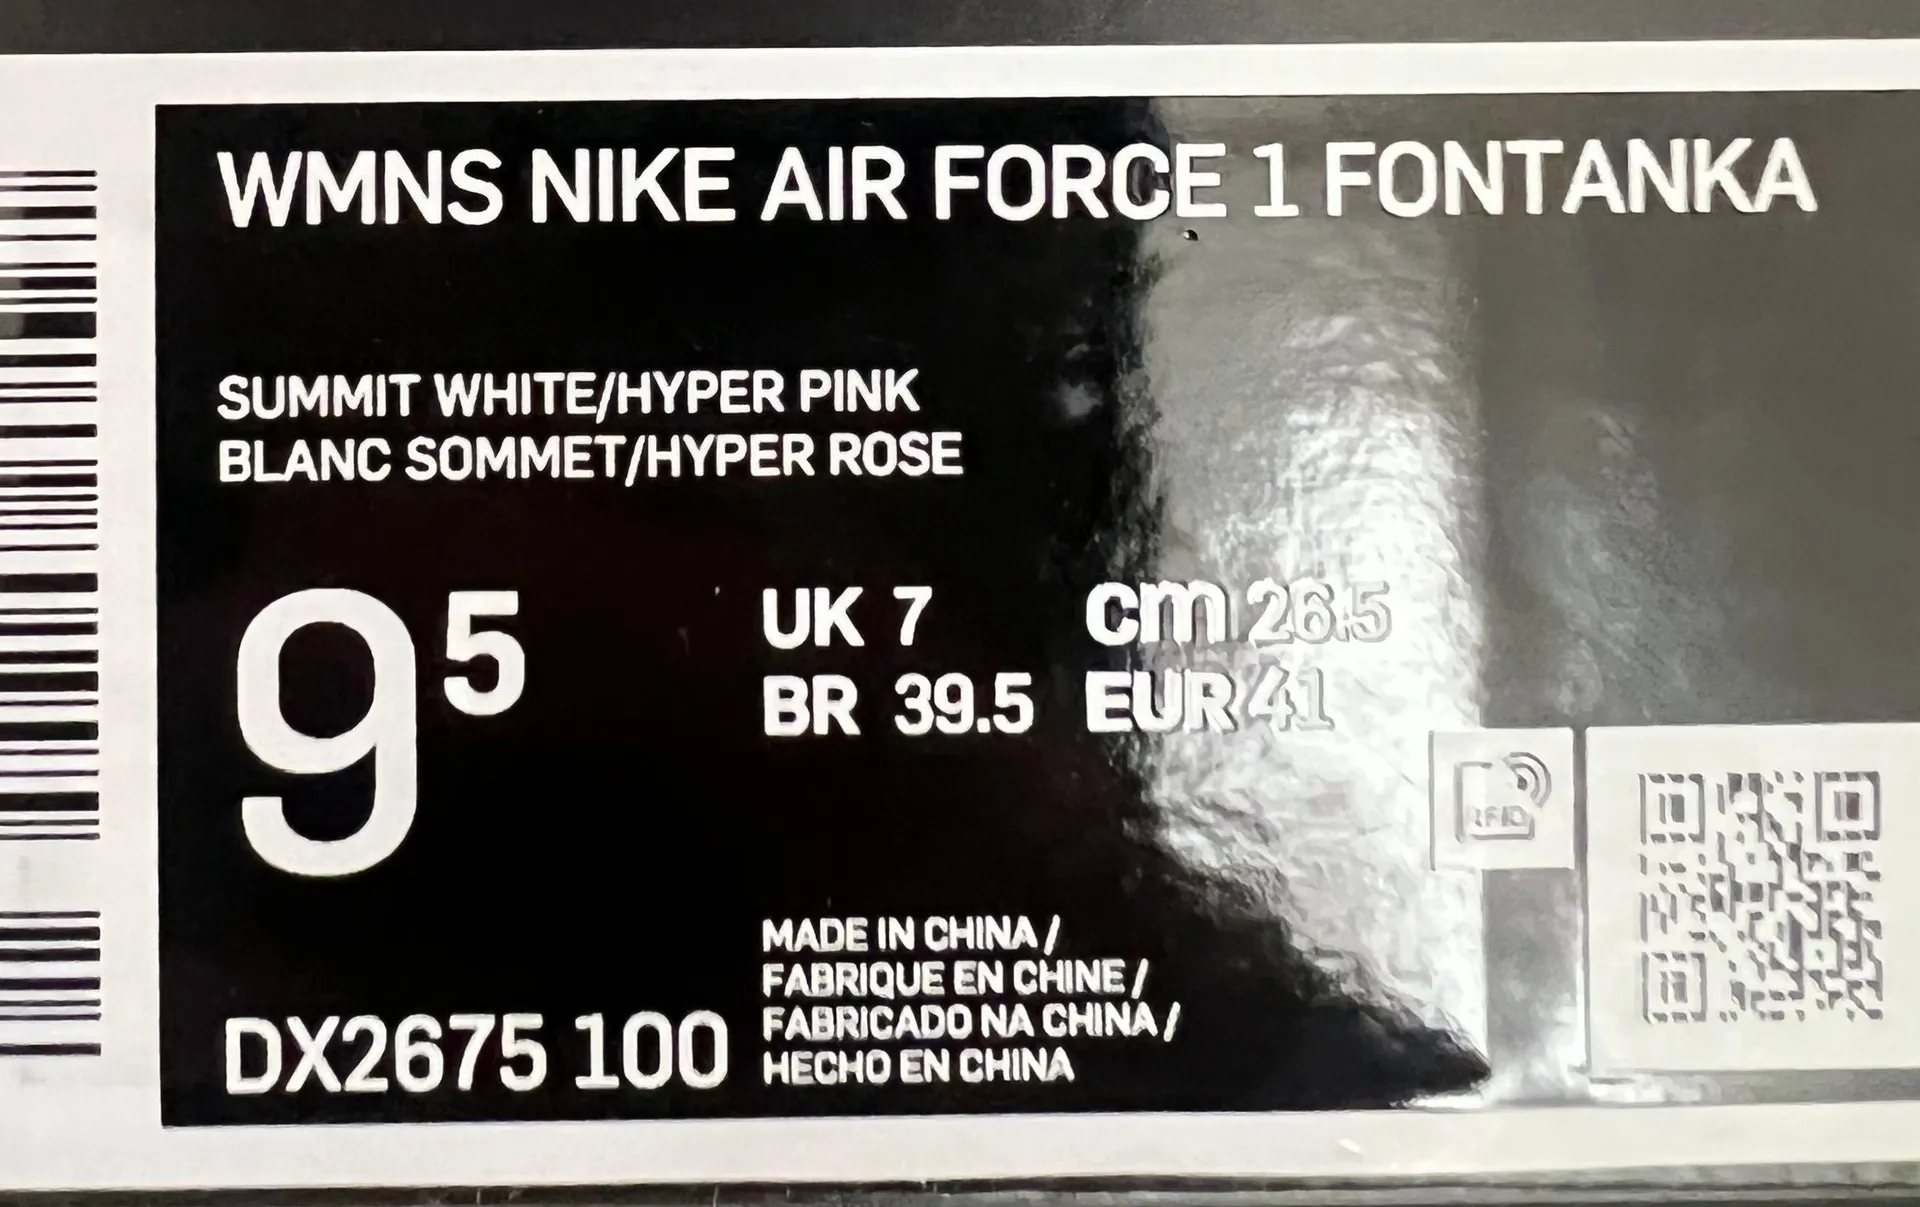 WMNS NIKE AIR FORCE 1 FONTANKA
SUMMIT WHITE/HYPER PINK
BLANC SOMMET/HYPER ROSE
9 5
UK 7 cm 26.5
BR 39.5 EUR 41
RFID
DX2675 100
MADE IN CHINA /
FABRIQUE EN CHINE /
FABRICADO NA CHINA /
HECHO EN CHINA